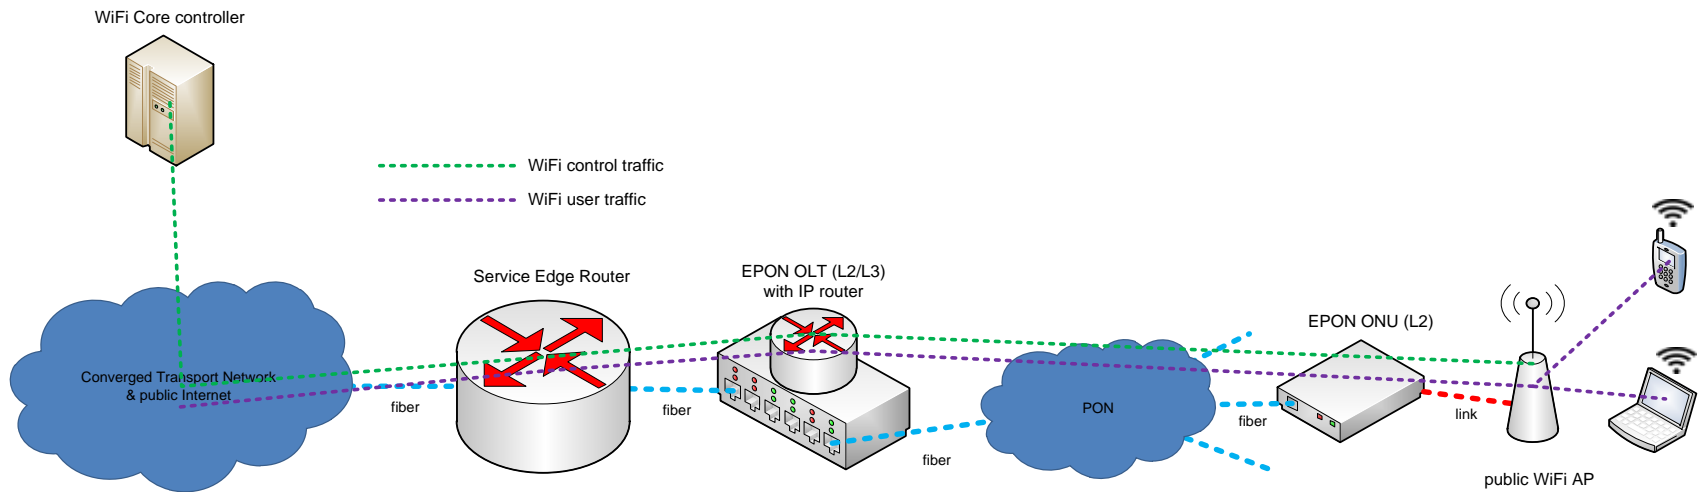 WiFi Core controller
WiFi control traffic
WiFi user traffic
Service Edge Router
EPON OLT (L2/L3)
with IP router
EPON ONU (L2)
Converged Transport Network
& public Internet
fiber
fiber
fiber
PON
fiber
link
public WiFi AP